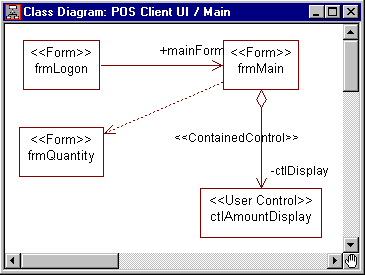 Class Diagram: POS Client UI / Main
<<Form>>
frmLogon
+mainForm
<<Form>>
frmMain
<<Form>>
frmQuantity
<<ContainedControl>>
-ctlDisplay
<<User Control>>
ctlAmountDisplay